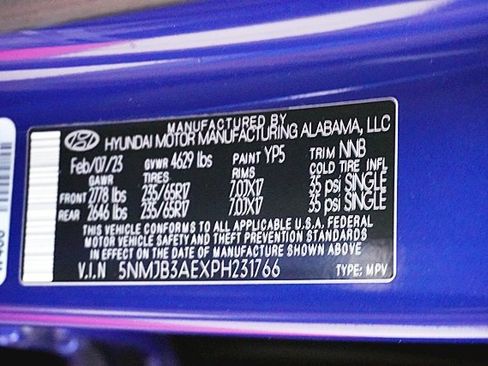 MANUFACTURED BY
HYUNDAI MOTOR MANUFACTURING ALABAMA, LLC
Feb/07/23 GVWR 4629 lbs PAINT YP5 TRIM NNB
GAWR TIRES RIMS COLD TIRE INFL
FRONT 2778 lbs 235/65R17 7.0JX17 35 psi SINGLE
REAR 2646 lbs 235/65R17 7.0JX17 35 psi SINGLE
THIS VEHICLE CONFORMS TO ALL APPLICABLE U.S.A. FEDERAL
MOTOR VEHICLE SAFETY AND THEFT PREVENTION STANDARDS
IN EFFECT ON THE DATE OF MANUFACTURE SHOWN ABOVE.
V.I.N 5NMJB3AEXPH231766 TYPE: MPV